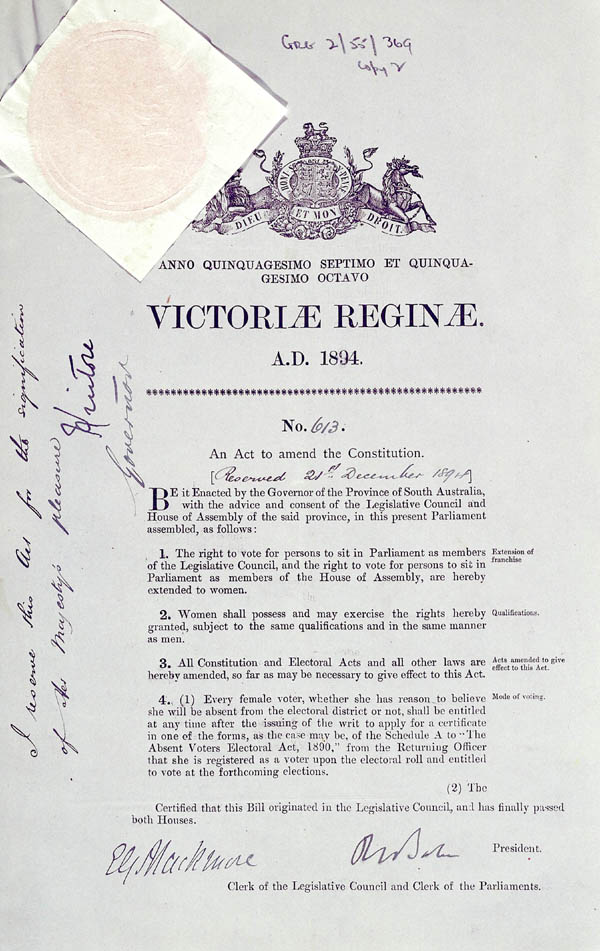 GRG 2/55/369
Copy 2
HONI S PENS
DIEU ET MON DROIT.
ANNO QUINQUAGESIMO SEPTIMO ET QUINQUA-
GESIMO OCTAVO
VICTORIÆ REGINÆ.
A.D. 1894.
No. 613.
An Act to amend the Constitution.
[Reserved 21st December 1894]
BE it Enacted by the Governor of the Province of South Australia,
with the advice and consent of the Legislative Council and
House of Assembly of the said province, in this present Parliament
assembled, as follows:
1. The right to vote for persons to sit in Parliament as members
of the Legislative Council, and the right to vote for persons to sit in
Parliament as members of the House of Assembly, are hereby
extended to women.
Extension of
franchise
2. Women shall possess and may exercise the rights hereby
granted, subject to the same qualifications and in the same manner
as men.
Qualifications.
3. All Constitution and Electoral Acts and all other laws are
hereby amended, so far as may be necessary to give effect to this Act.
Acts amended to give
effect to this Act.
4. (1) Every female voter, whether she has reason to believe
she will be absent from the electoral district or not, shall be entitled
at any time after the issuing of the writ to apply for a certificate
in one of the forms, as the case may be, of the Schedule A to "The
Absent Voters Electoral Act, 1890," from the Returning Officer
that she is registered as a voter upon the electoral roll and entitled
to vote at the forthcoming elections.
Mode of voting.
(2) The
Certified that this Bill originated in the Legislative Council, and has finally passed
both Houses.
President.
Clerk of the Legislative Council and Clerk of the Parliaments.
I reserve this Act for the signification
of Her Majesty's pleasure
Kintore
Governor